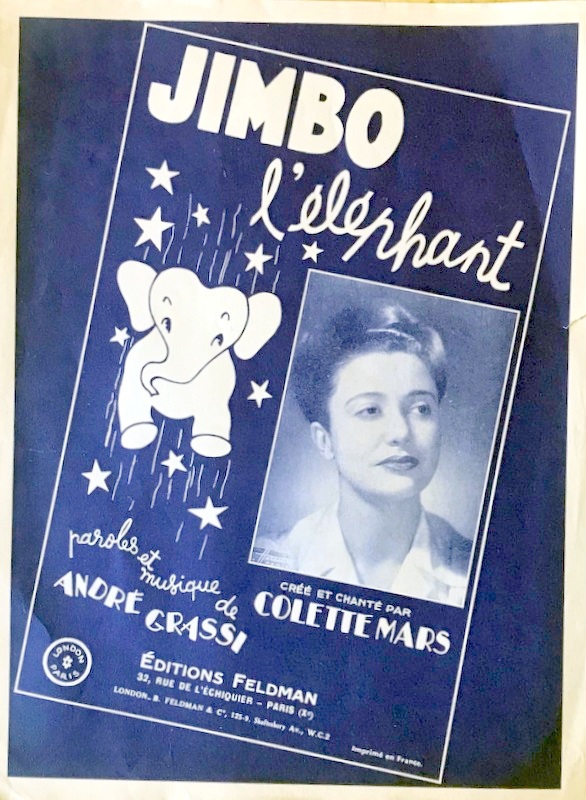 JIMBO
l'éléphant
paroles et
musique de
ANDRÉ GRASSI
CRÉÉ ET CHANTÉ PAR
COLETTE MARS
LONDON
PARIS
ÉDITIONS FELDMAN
32, RUE DE L'ÉCHIQUIER - PARIS (Xe)
LONDON. B. FELDMAN & Co, 125-9, Shaftesbury Av., W.C.2
Imprimé en France.